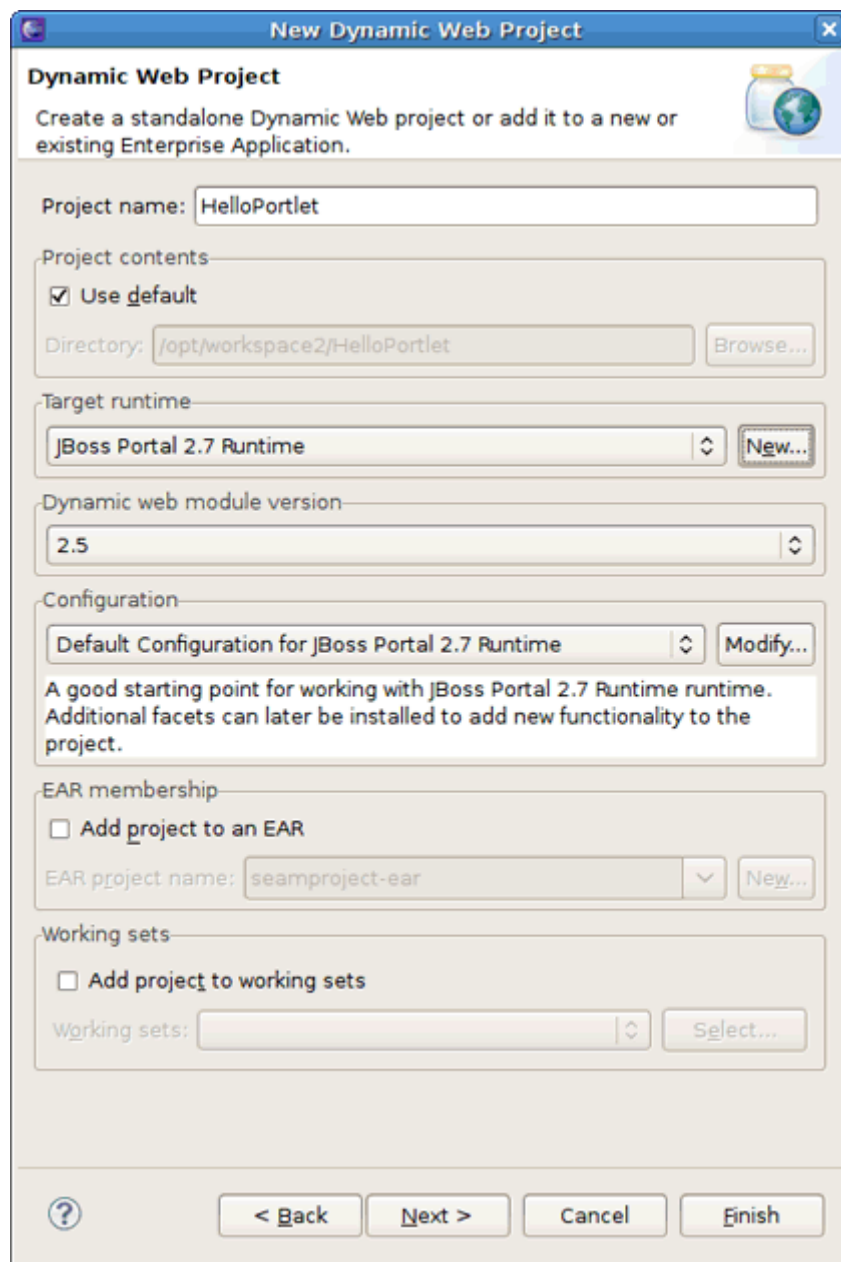 New Dynamic Web Project
Dynamic Web Project
Create a standalone Dynamic Web project or add it to a new or
existing Enterprise Application.
Project name: HelloPortlet
Project contents
Use default
Directory: /opt/workspace2/HelloPortlet Browse...
Target runtime
JBoss Portal 2.7 Runtime New...
Dynamic web module version
2.5
Configuration
Default Configuration for JBoss Portal 2.7 Runtime Modify...
A good starting point for working with JBoss Portal 2.7 Runtime runtime.
Additional facets can later be installed to add new functionality to the
project.
EAR membership
Add project to an EAR
EAR project name: seamproject-ear New...
Working sets
Add project to working sets
Working sets: Select...
? < Back Next > Cancel Finish